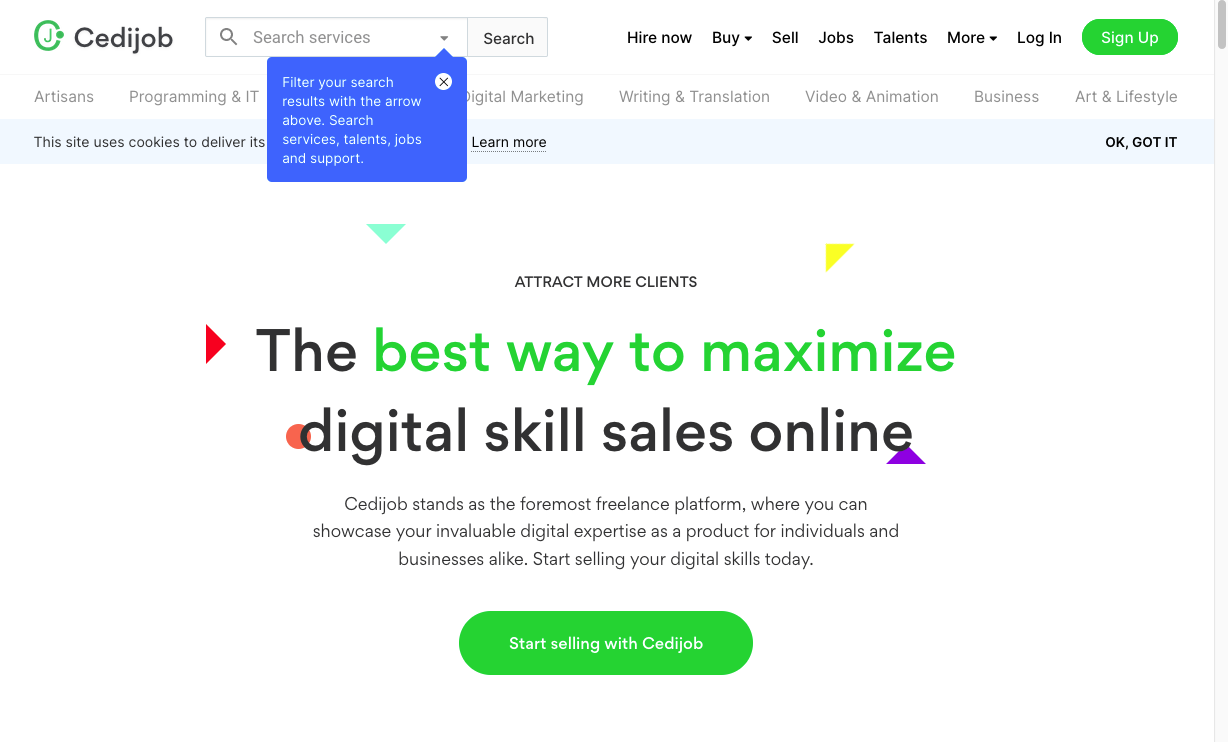 Cedijob
Search services
Search
Hire now
Buy
Sell
Jobs
Talents
More
Log In
Sign Up
Artisans
Programming & IT
Digital Marketing
Writing & Translation
Video & Animation
Business
Art & Lifestyle
Filter your search
results with the arrow
above. Search
services, talents, jobs
and support.
This site uses cookies to deliver its
Learn more
OK, GOT IT
ATTRACT MORE CLIENTS
The best way to maximize
digital skill sales online
Cedijob stands as the foremost freelance platform, where you can
showcase your invaluable digital expertise as a product for individuals and
businesses alike. Start selling your digital skills today.
Start selling with Cedijob